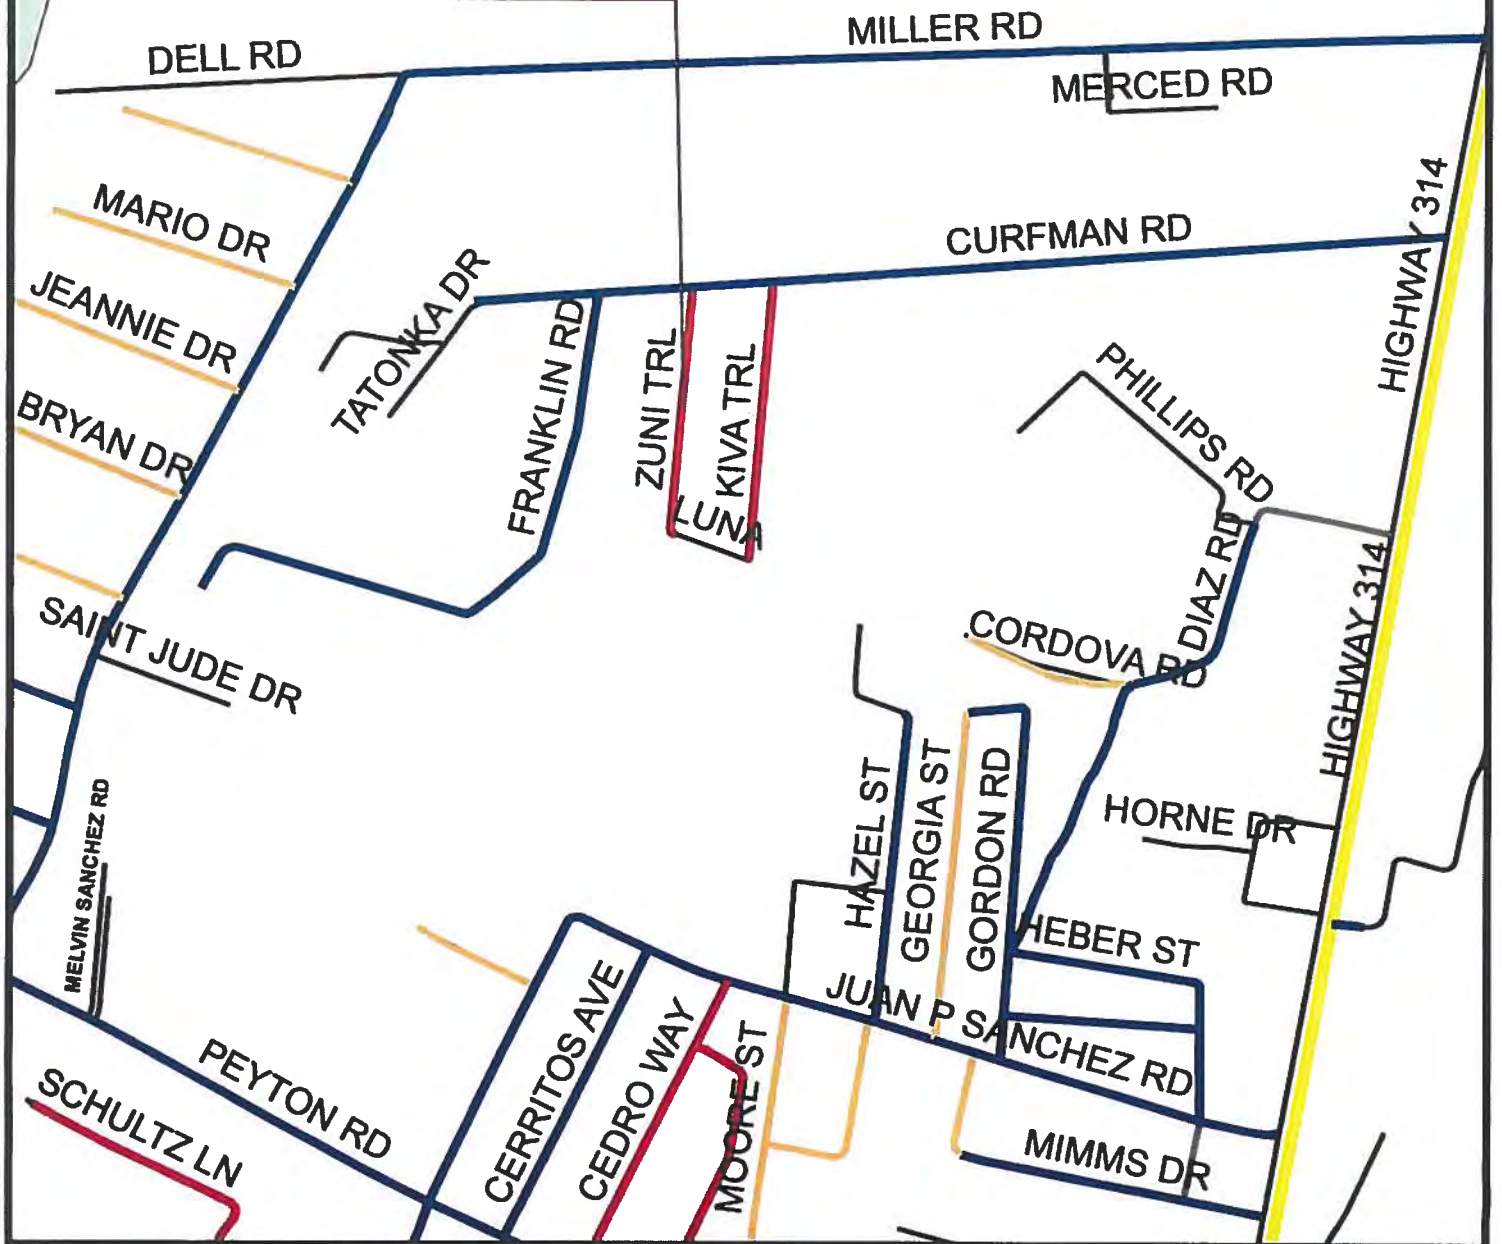 MILLER RD
DELL RD
MERCED RD
HIGHWAY 314
MARIO DR
CURFMAN RD
TATONKA DR
JEANNIE DR
FRANKLIN RD
ZUNI TRL
KIVA TRL
PHILLIPS RD
BRYAN DR
LUNA
DIAZ RD
HIGHWAY 314
SAINT JUDE DR
.CORDOVA RD
HAZEL ST
GEORGIA ST
GORDON RD
HORNE DR
MELVIN SANCHEZ RD
HEBER ST
JUAN P SANCHEZ RD
CERRITOS AVE
CEDRO WAY
MOORE ST
PEYTON RD
SCHULTZ LN
MIMMS DR